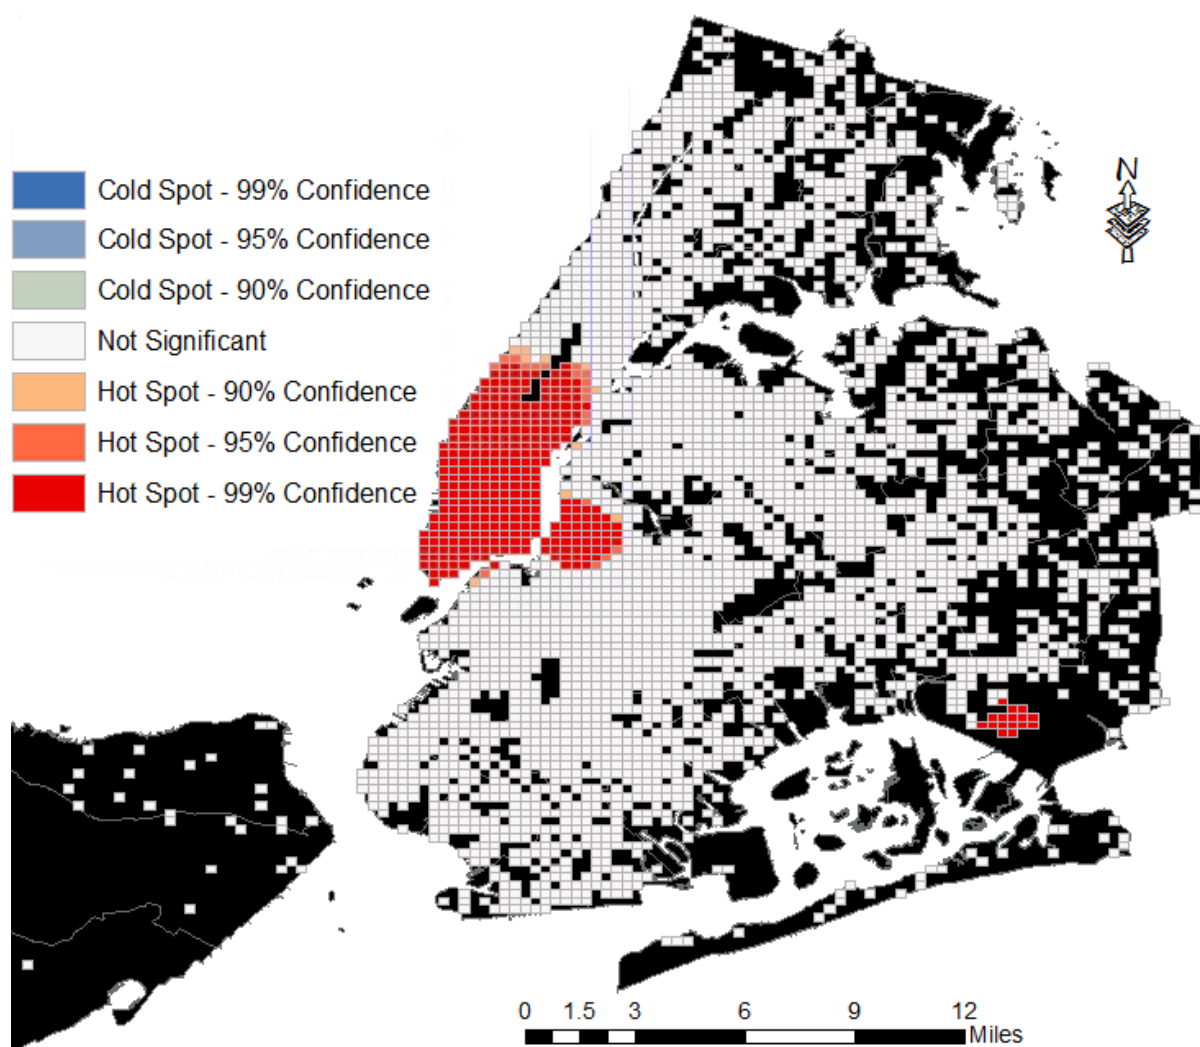 N
Cold Spot - 99% Confidence
Cold Spot - 95% Confidence
Cold Spot - 90% Confidence
Not Significant
Hot Spot - 90% Confidence
Hot Spot - 95% Confidence
Hot Spot - 99% Confidence
0 1.5 3 6 9 12
Miles